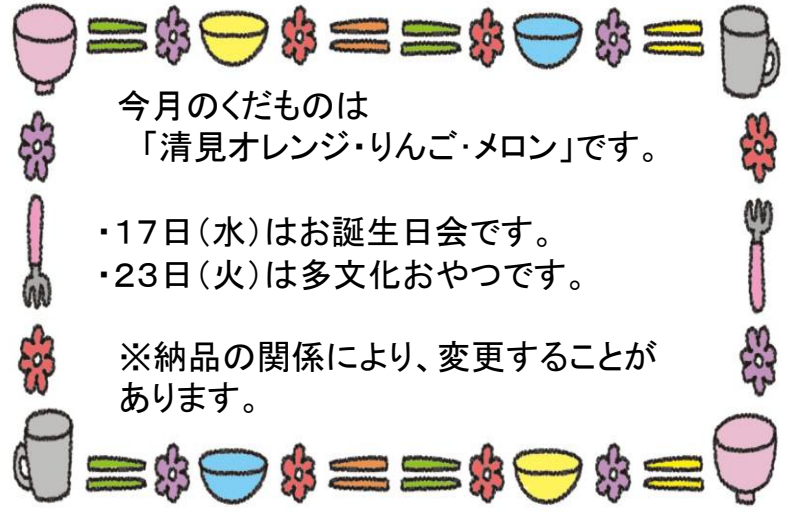 今月のくだものは
「清見オレンジ・りんご・メロン」です。
・17日(水)はお誕生日会です。
・23日(火)は多文化おやつです。
※納品の関係により、変更することが
あります。